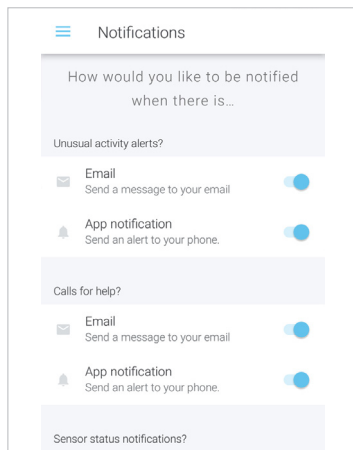 Notifications
How would you like to be notified
when there is...
Unusual activity alerts?
Email
Send a message to your email
App notification
Send an alert to your phone.
Calls for help?
Email
Send a message to your email
App notification
Send an alert to your phone.
Sensor status notifications?